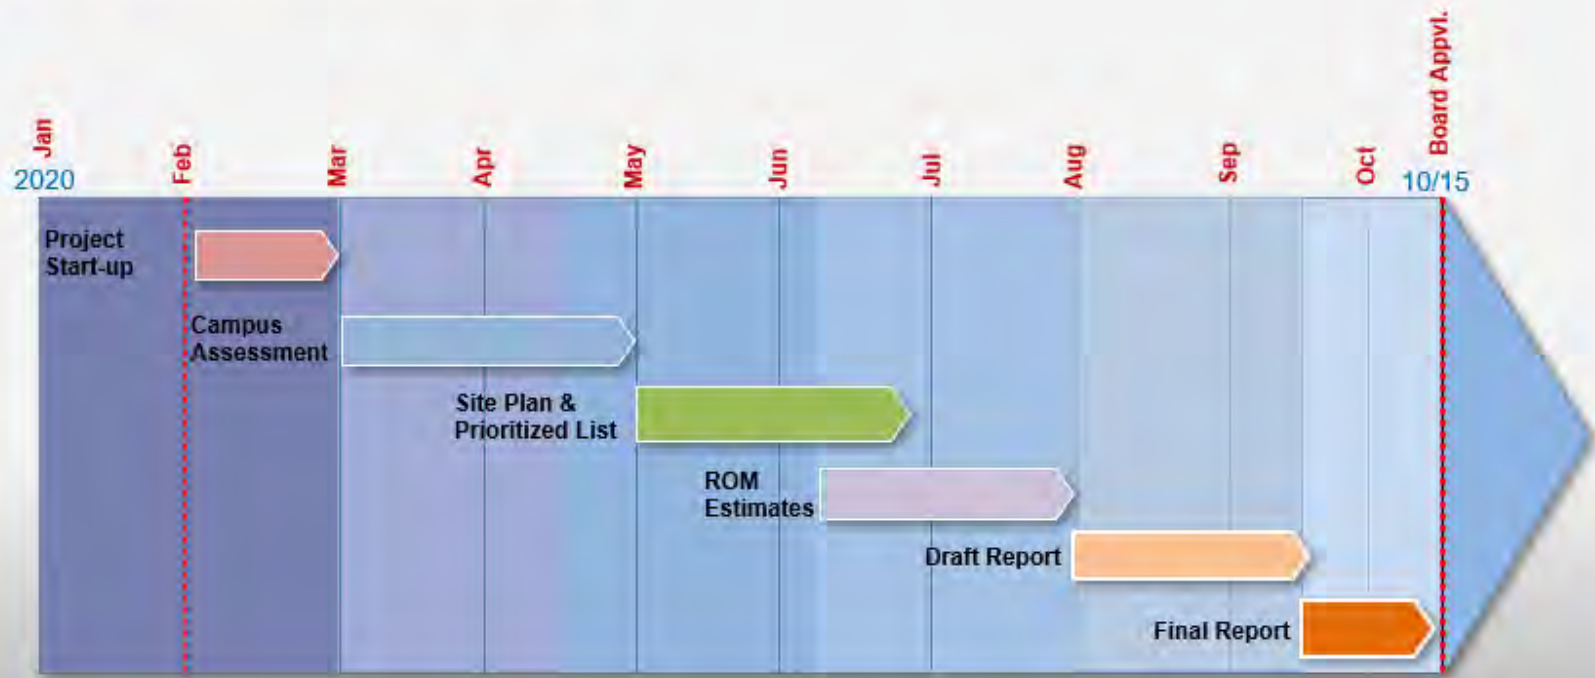 Jan
Feb
Mar
Apr
May
Jun
Jul
Aug
Sep
Oct
Board Appvl.
2020
10/15
Project
Start-up
Campus
Assessment
Site Plan &
Prioritized List
ROM
Estimates
Draft Report
Final Report